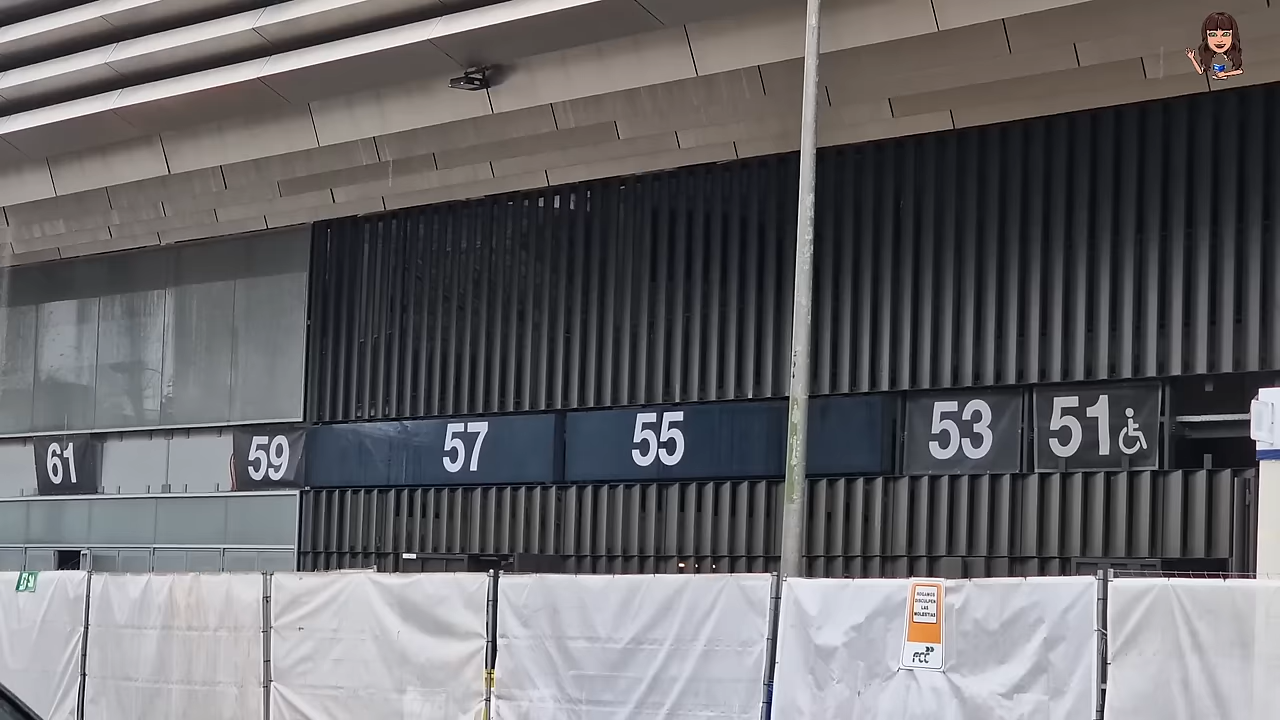 61
59
57
55
53
51
ROGAMOS
DISCULPEN
LAS
MOLESTIAS
FCC